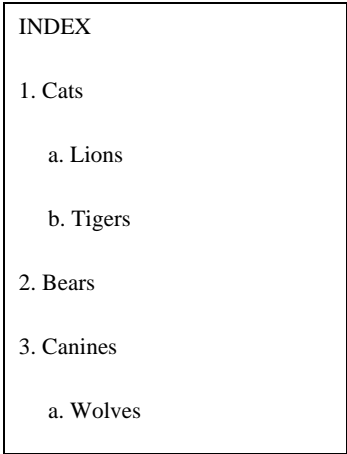 INDEX
1. Cats
a. Lions
b. Tigers
2. Bears
3. Canines
a. Wolves